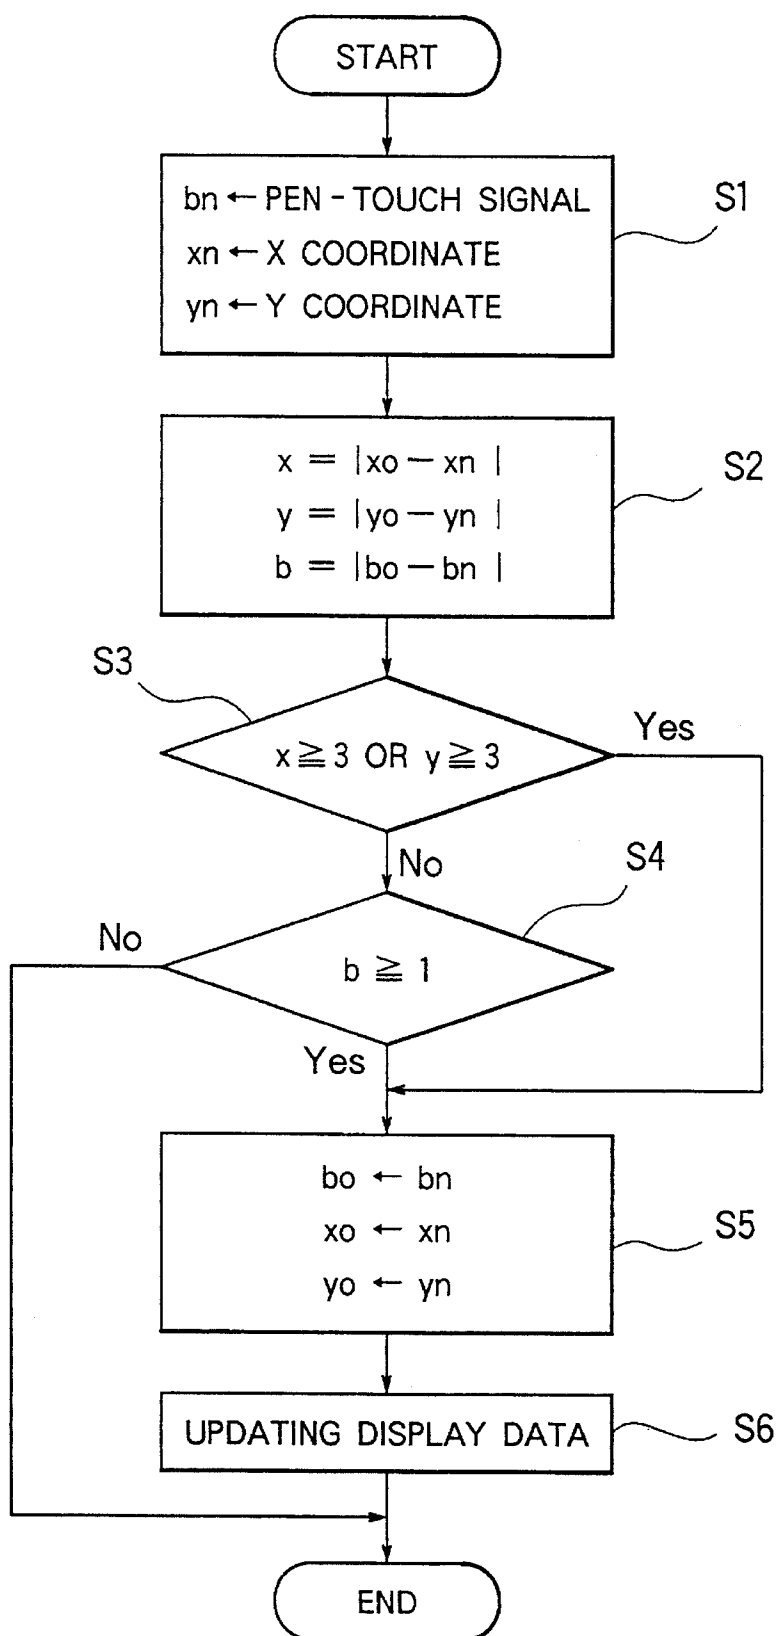 START
bn ← PEN - TOUCH SIGNAL
xn ← X COORDINATE
yn ← Y COORDINATE
S1
x = |xo − xn |
y = |yo − yn |
b = |bo − bn |
S2
S3
x ≧ 3 OR y ≧ 3
Yes
No
S4
No
b ≧ 1
Yes
bo ← bn
xo ← xn
yo ← yn
S5
UPDATING DISPLAY DATA
S6
END